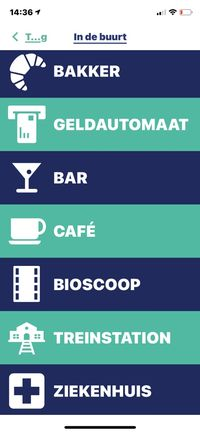 14:36
T...g
In de buurt
BAKKER
GELDAUTOMAAT
BAR
CAFÉ
BIOSCOOP
TREINSTATION
ZIEKENHUIS